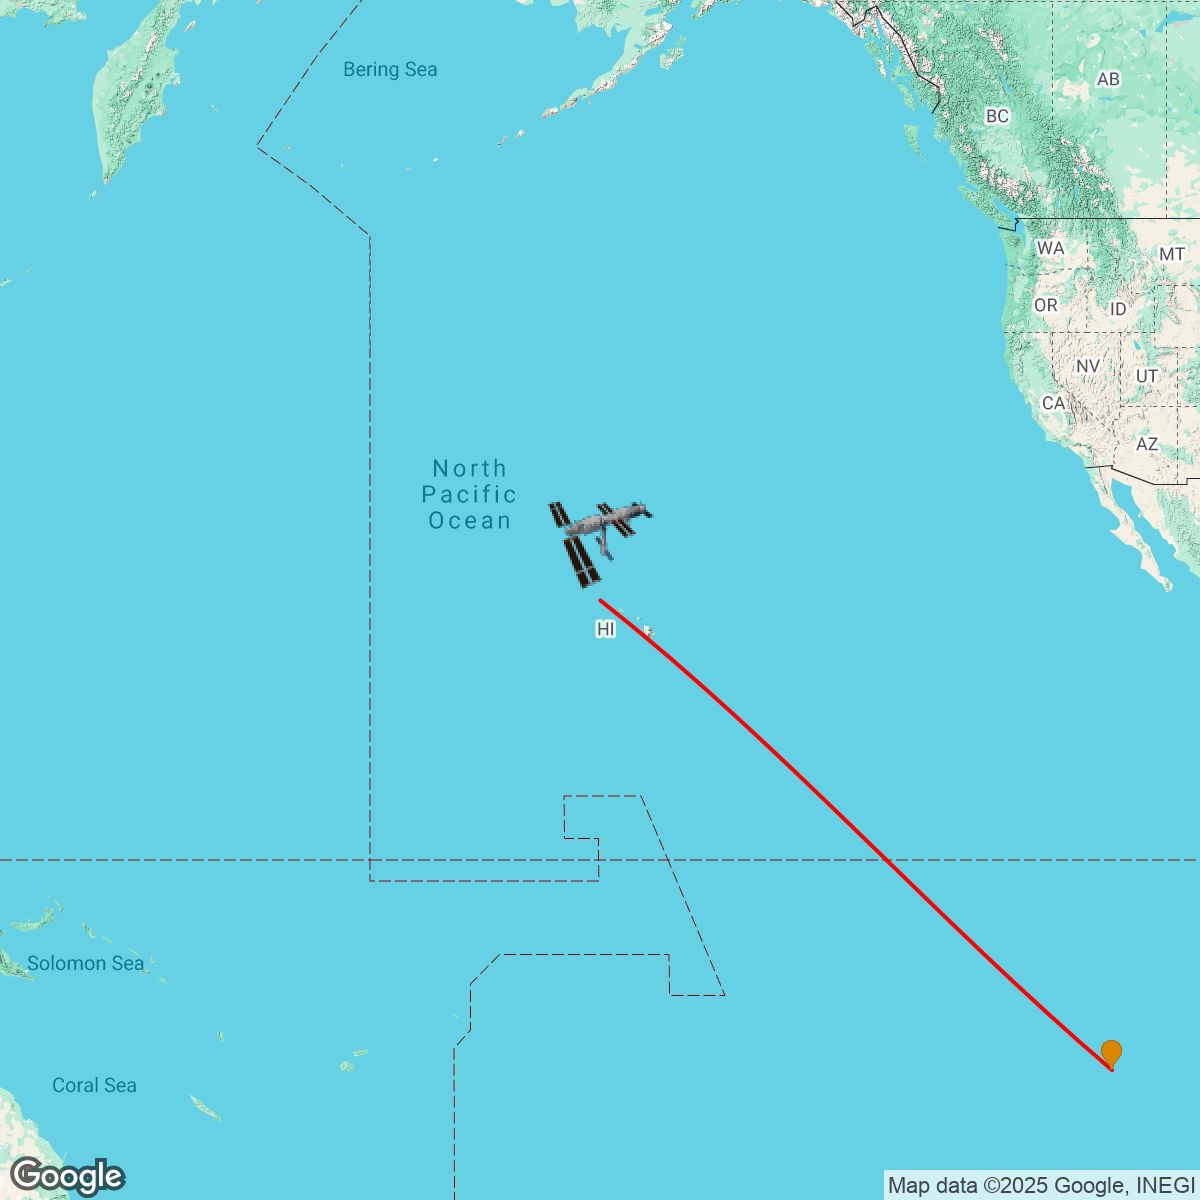 Bering Sea
AB
BC
WA
MT
OR
ID
NV
UT
CA
AZ
North
Pacific
Ocean
HI
Solomon Sea
Coral Sea
Google
Map data ©2025 Google, INEGI